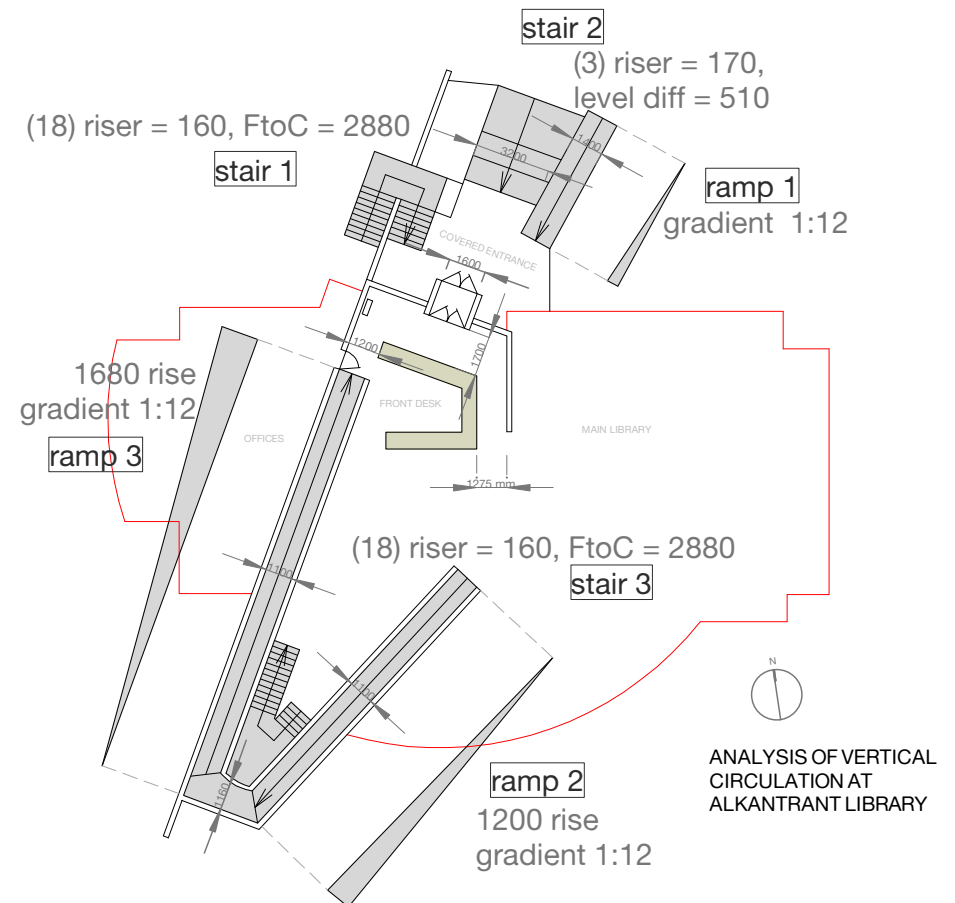 stair 2
(3) riser = 170,
level diff = 510
(18) riser = 160, FtoC = 2880
stair 1
3200
1400
ramp 1
gradient 1:12
COVERED ENTRANCE
1600
1200
1700
1680 rise
gradient 1:12
ramp 3
OFFICES
FRONT DESK
MAIN LIBRARY
1275 mm
(18) riser = 160, FtoC = 2880
stair 3
1100
1100
N
ramp 2
1200 rise
gradient 1:12
1160
ANALYSIS OF VERTICAL
CIRCULATION AT
ALKANTRANT LIBRARY